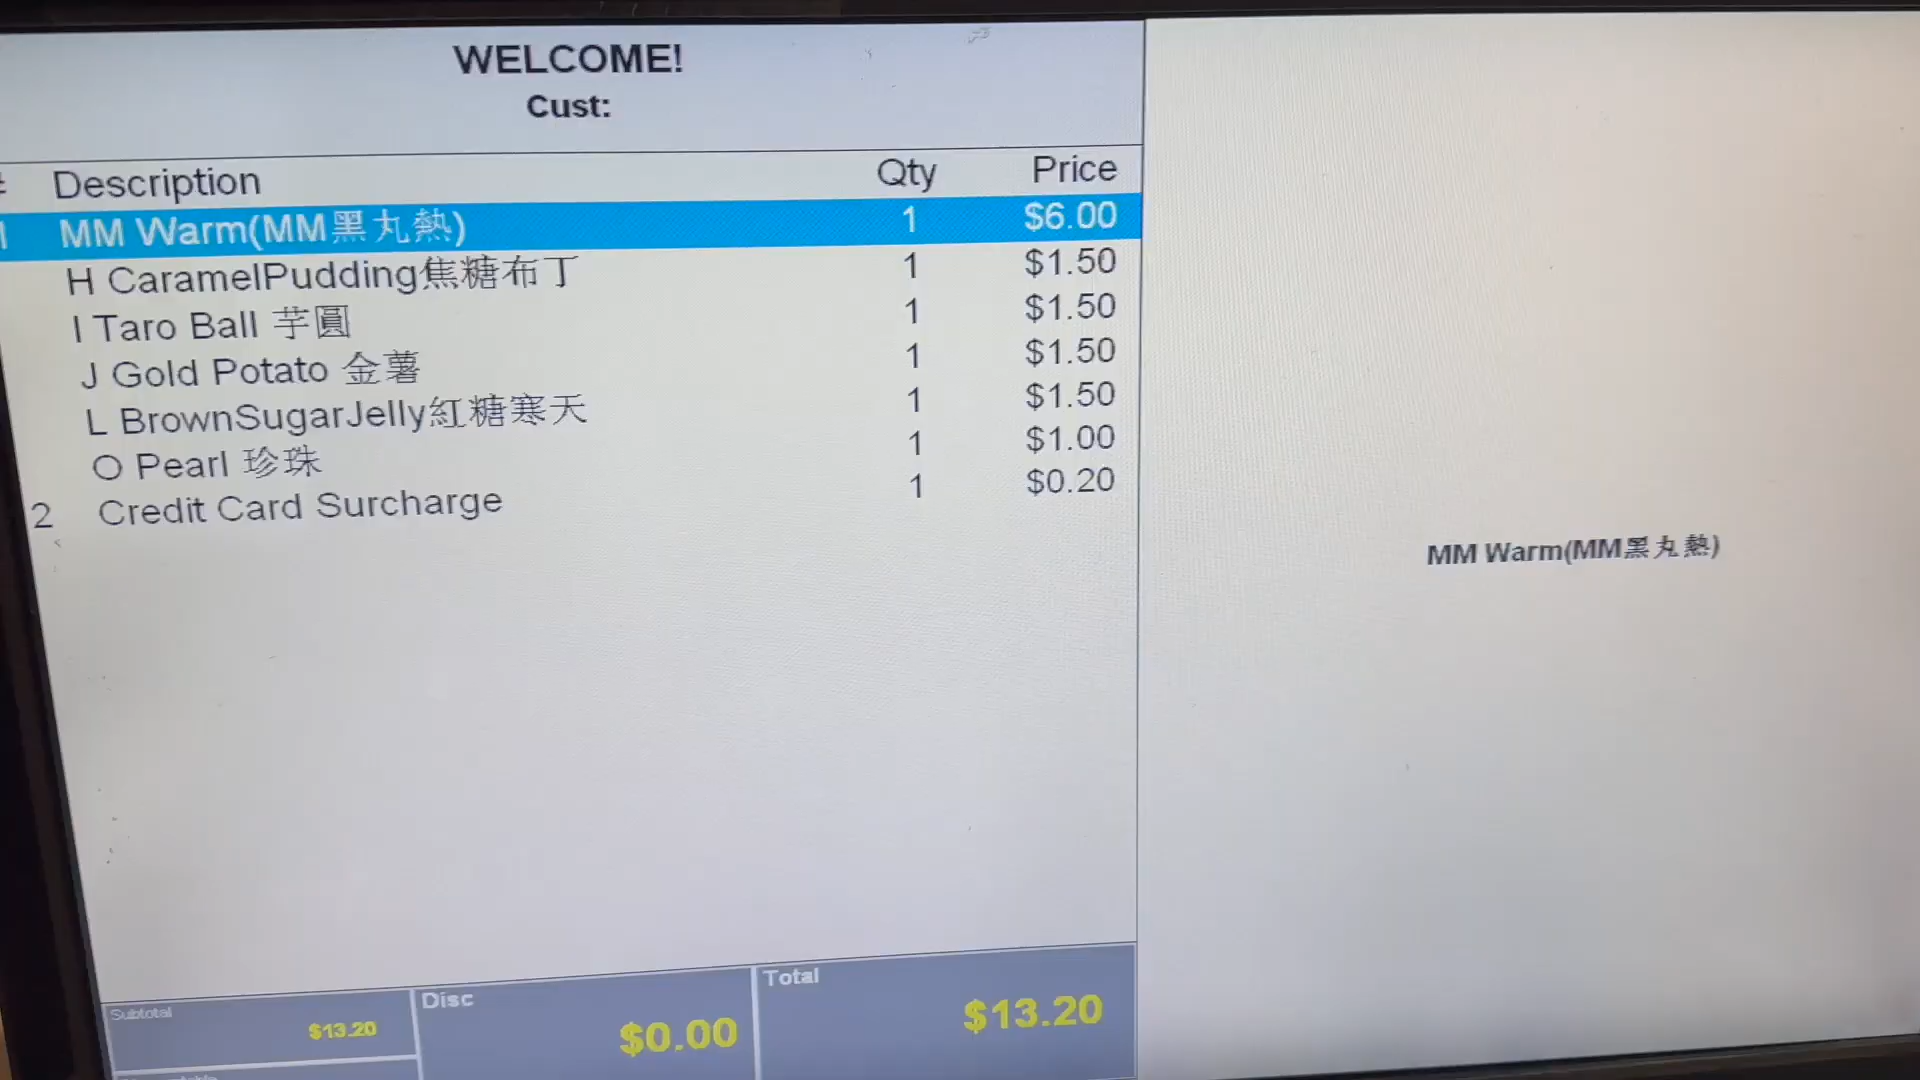 WELCOME!
Cust:
Description Qty Price
1 MM Warm(MM黑丸熱) 1 $6.00
H CaramelPudding焦糖布丁 1 $1.50
I Taro Ball 芋圓 1 $1.50
J Gold Potato 金薯 1 $1.50
L BrownSugarJelly紅糖寒天 1 $1.50
O Pearl 珍珠 1 $1.00
2 Credit Card Surcharge 1 $0.20
MM Warm(MM黑丸熱)
Subtotal $13.20
Disc $0.00
Total $13.20